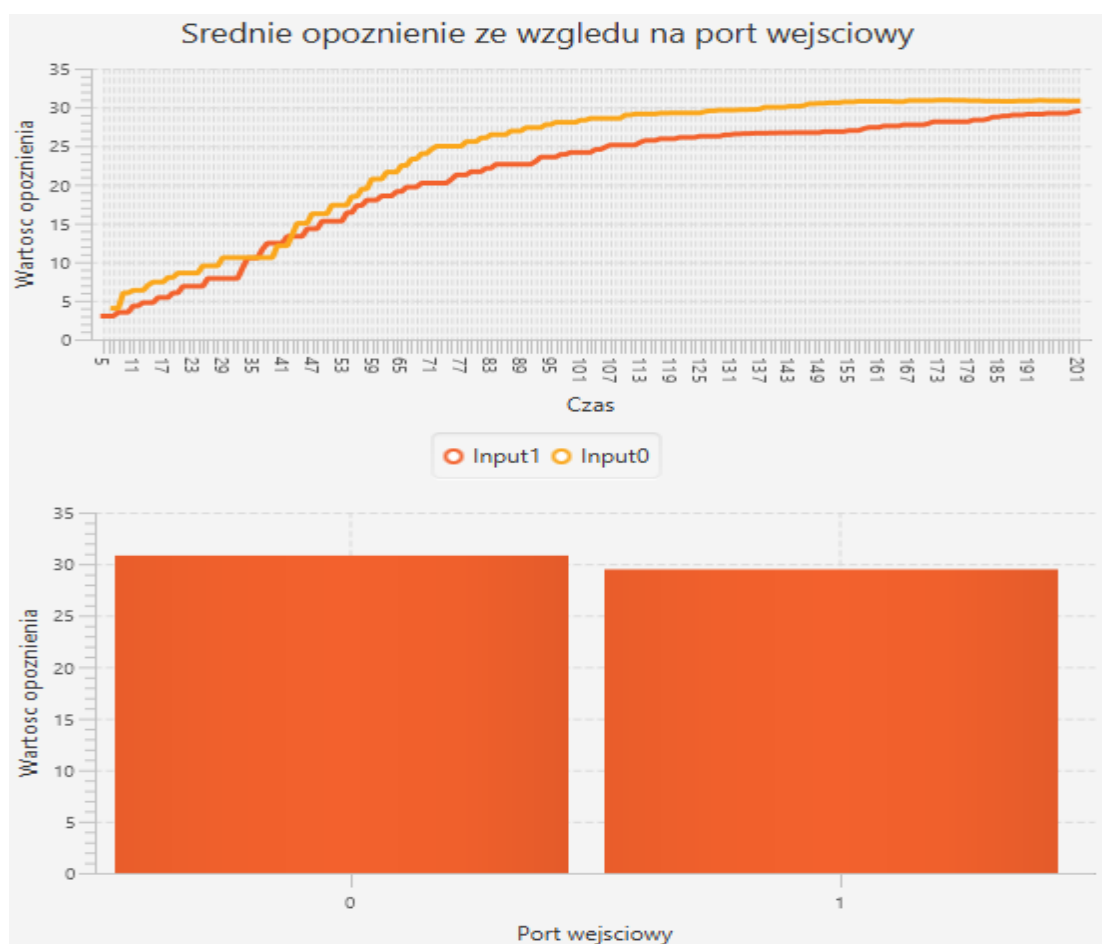 Srednie opoznienie ze wzgledu na port wejsciowy
35
30
25
20
15
10
5
0
Wartosc opoznienia
5 11 17 23 29 35 41 47 53 59 65 71 77 83 89 95 101 107 113 119 125 131 137 143 149 155 161 167 173 179 185 191 201
Czas
Input1 Input0
35
30
25
20
15
10
5
0
Wartosc opoznienia
0 1
Port wejsciowy